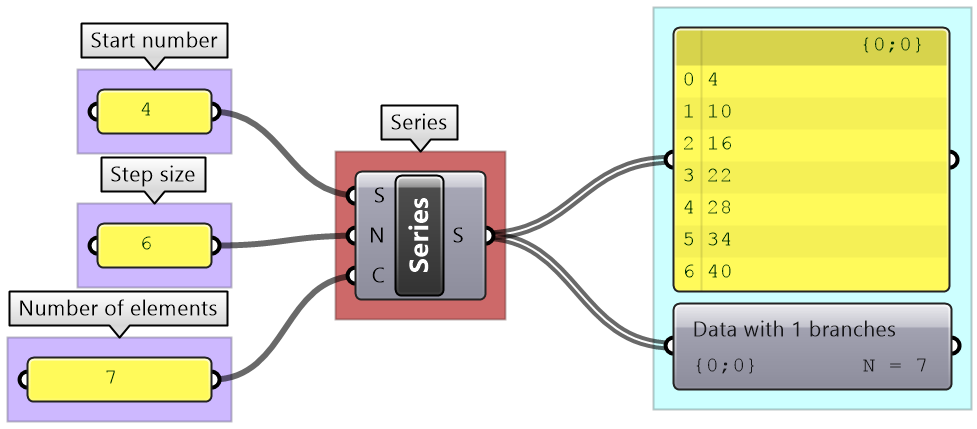 Start number
4
Step size
6
Number of elements
7
Series
S
N
C
Series
S
{0;0}
0 4
1 10
2 16
3 22
4 28
5 34
6 40
Data with 1 branches
{0;0} N = 7